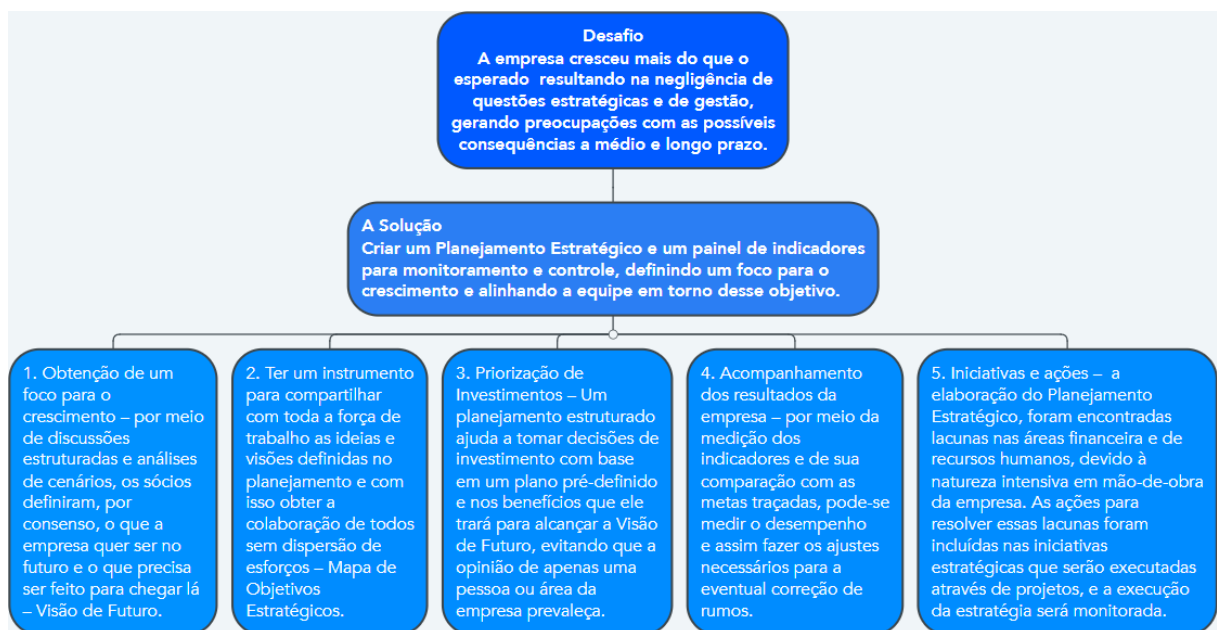 Desafio
A empresa cresceu mais do que o
esperado  resultando na negligência de
questões estratégicas e de gestão,
gerando preocupações com as possíveis
consequências a médio e longo prazo.
A Solução
Criar um Planejamento Estratégico e um painel de indicadores
para monitoramento e controle, definindo um foco para o
crescimento e alinhando a equipe em torno desse objetivo.
1. Obtenção de um
foco para o
crescimento – por meio
de discussões
estruturadas e análises
de cenários, os sócios
definiram, por
consenso, o que a
empresa quer ser no
futuro e o que precisa
ser feito para chegar lá
– Visão de Futuro.
2. Ter um instrumento
para compartilhar
com toda a força de
trabalho as ideias e
visões definidas no
planejamento e com
isso obter a
colaboração de todos
sem dispersão de
esforços – Mapa de
Objetivos
Estratégicos.
3. Priorização de
Investimentos – Um
planejamento estruturado
ajuda a tomar decisões de
investimento com base
em um plano pré-definido
e nos benefícios que ele
trará para alcançar a Visão
de Futuro, evitando que a
opinião de apenas uma
pessoa ou área da
empresa prevaleça.
4. Acompanhamento
dos resultados da
empresa – por meio da
medição dos
indicadores e de sua
comparação com as
metas traçadas, pode-se
medir o desempenho
e assim fazer os ajustes
necessários para a
eventual correção de
rumos.
5. Iniciativas e ações –  a
elaboração do Planejamento
Estratégico, foram encontradas
lacunas nas áreas financeira e de
recursos humanos, devido à
natureza intensiva em mão-de-obra
da empresa. As ações para
resolver essas lacunas foram
incluídas nas iniciativas
estratégicas que serão executadas
através de projetos, e a execução
da estratégia será monitorada.